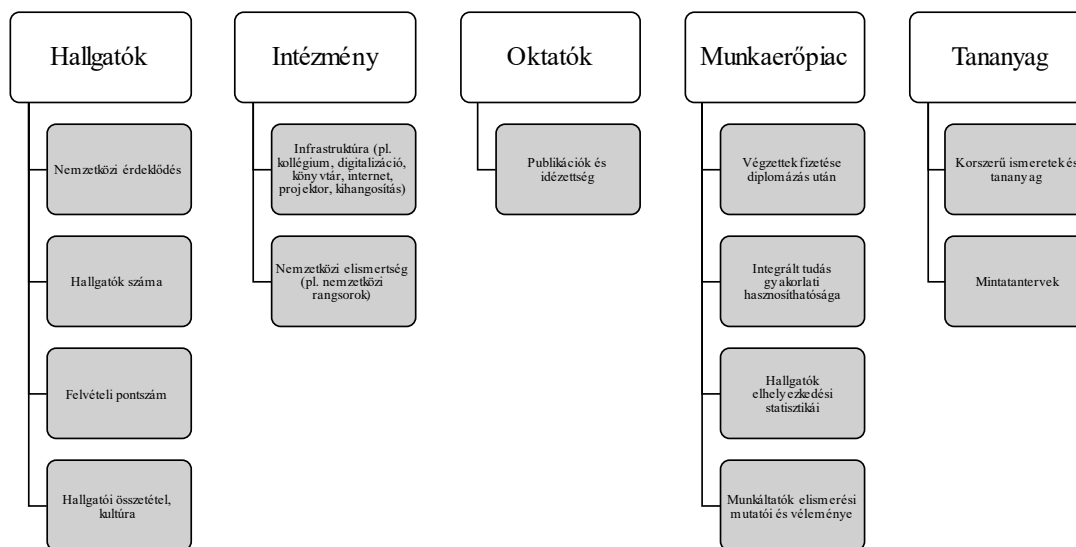 Hallgatók
Nemzetközi érdeklődés
Hallgatók száma
Felvételi pontszám
Hallgatói összetétel,
kultúra
Intézmény
Infrastruktúra (pl.
kollégium, digitalizáció,
könyvtár, internet,
projektor, kihangosítás)
Nemzetközi elismertség
(pl. nemzetközi
rangsorok)
Oktatók
Publikációk és
idézettség
Munkaerőpiac
Végzettek fizetése
diplomázás után
Integrált tudás
gyakorlati
hasznosíthatósága
Hallgatók
elhelyezkedési
statisztikái
Munkáltatók elismerési
mutatói és véleménye
Tananyag
Korszerű ismeretek és
tananyag
Mintatantervek